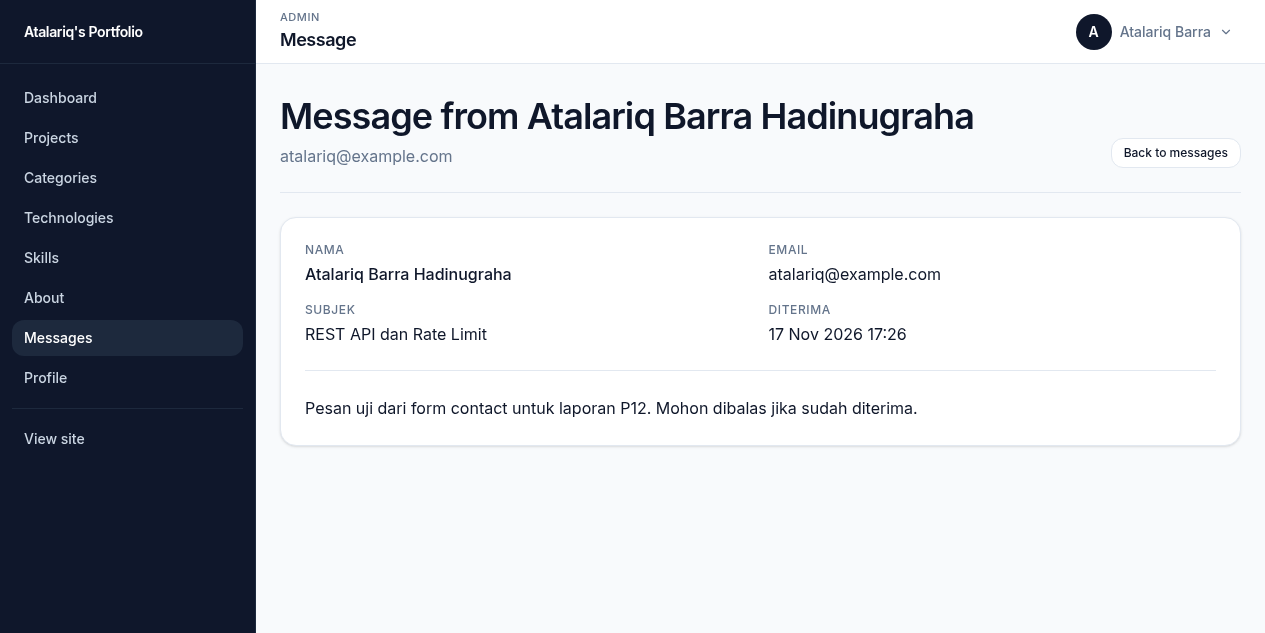 Atalariq's Portfolio
Dashboard
Projects
Categories
Technologies
Skills
About
Messages
Profile
View site
ADMIN
Message
A
Atalariq Barra
Message from Atalariq Barra Hadinugraha
atalariq@example.com
Back to messages
NAMA
Atalariq Barra Hadinugraha
EMAIL
atalariq@example.com
SUBJEK
REST API dan Rate Limit
DITERIMA
17 Nov 2026 17:26
Pesan uji dari form contact untuk laporan P12. Mohon dibalas jika sudah diterima.